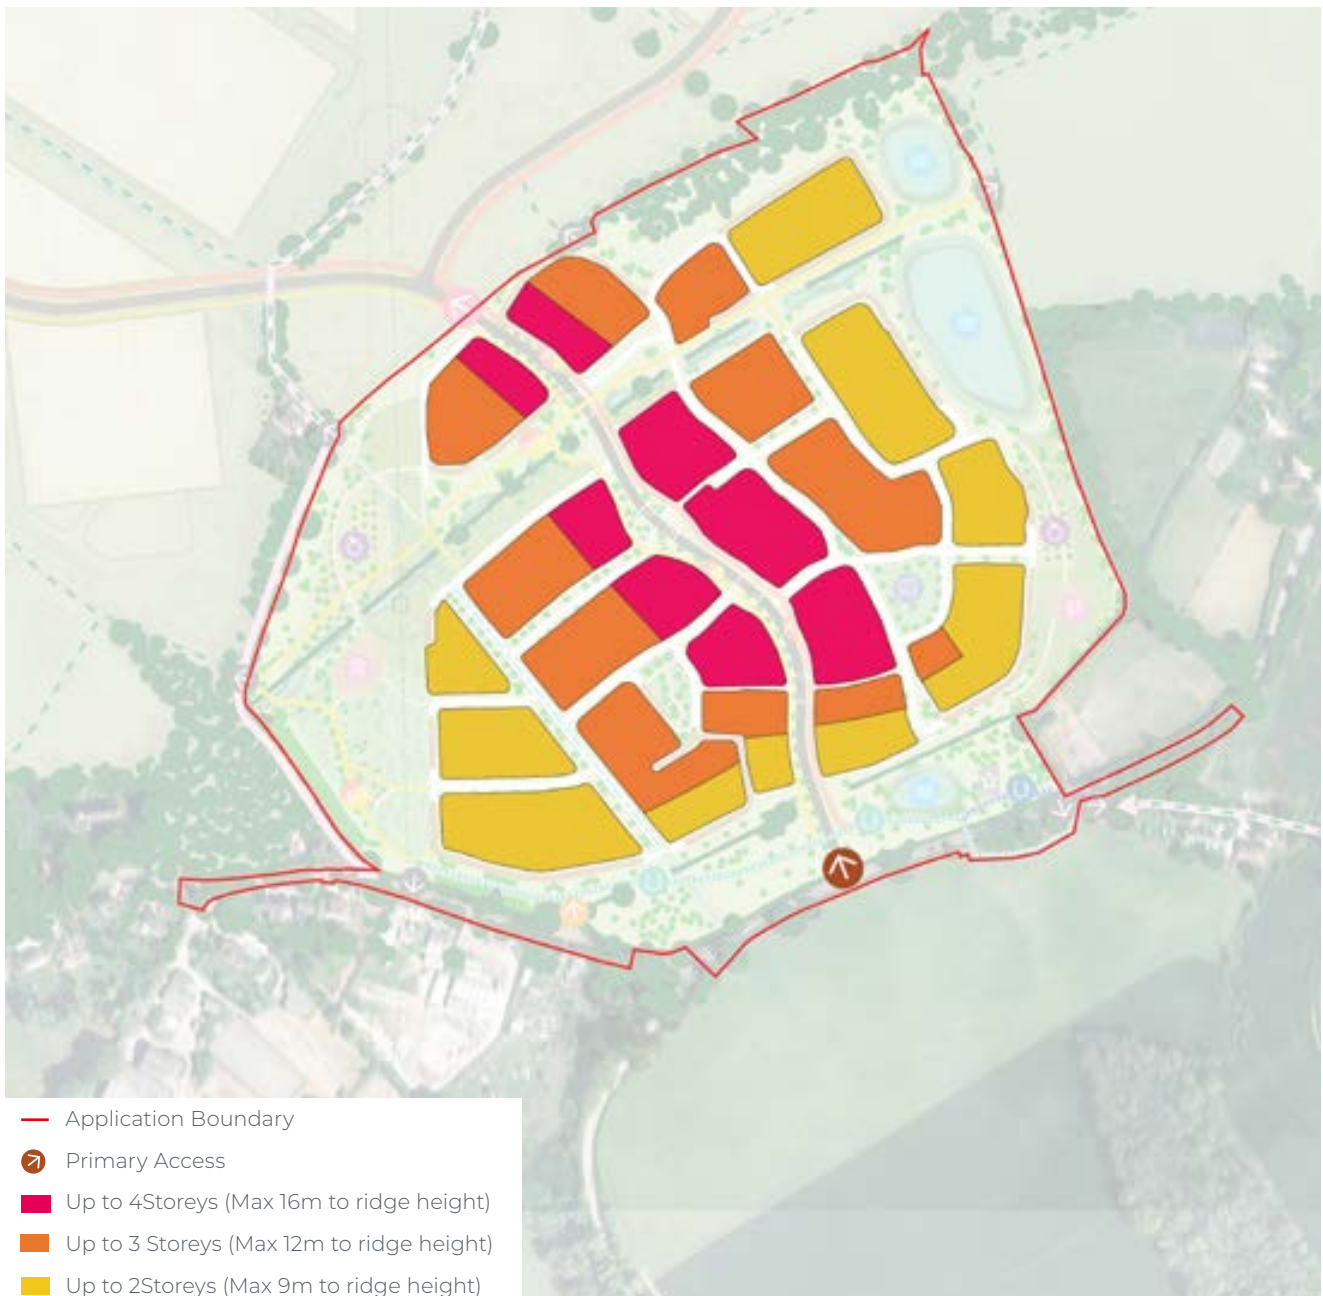 Application Boundary
Primary Access
Up to 4Storeys (Max 16m to ridge height)
Up to 3 Storeys (Max 12m to ridge height)
Up to 2Storeys (Max 9m to ridge height)